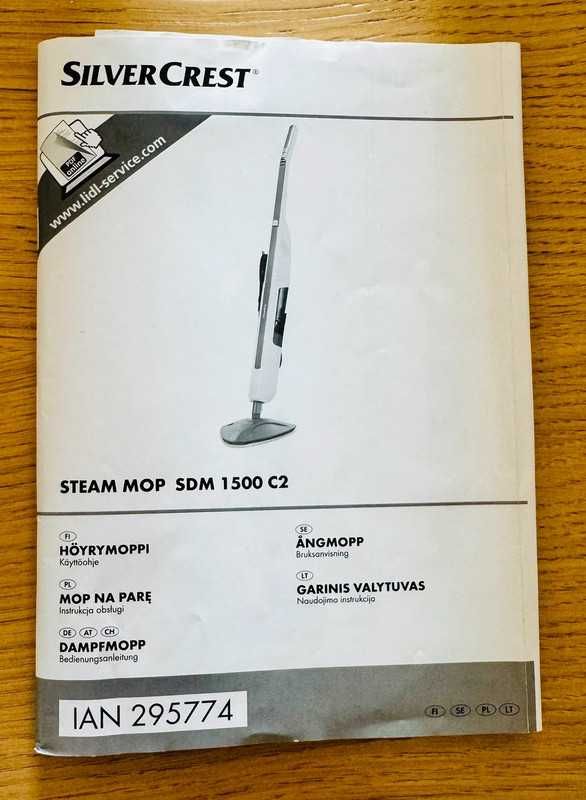 SILVERCREST®
PDF online
www.lidl-service.com
STEAM MOP SDM 1500 C2
FI
HÖYRYMOPPI
Käyttöohje
SE
ÅNGMOPP
Bruksanvisning
PL
MOP NA PARĘ
Instrukcja obsługi
LT
GARINIS VALYTUVAS
Naudojimo instrukcija
DE AT CH
DAMPFMOPP
Bedienungsanleitung
IAN 295774
FI SE PL LT